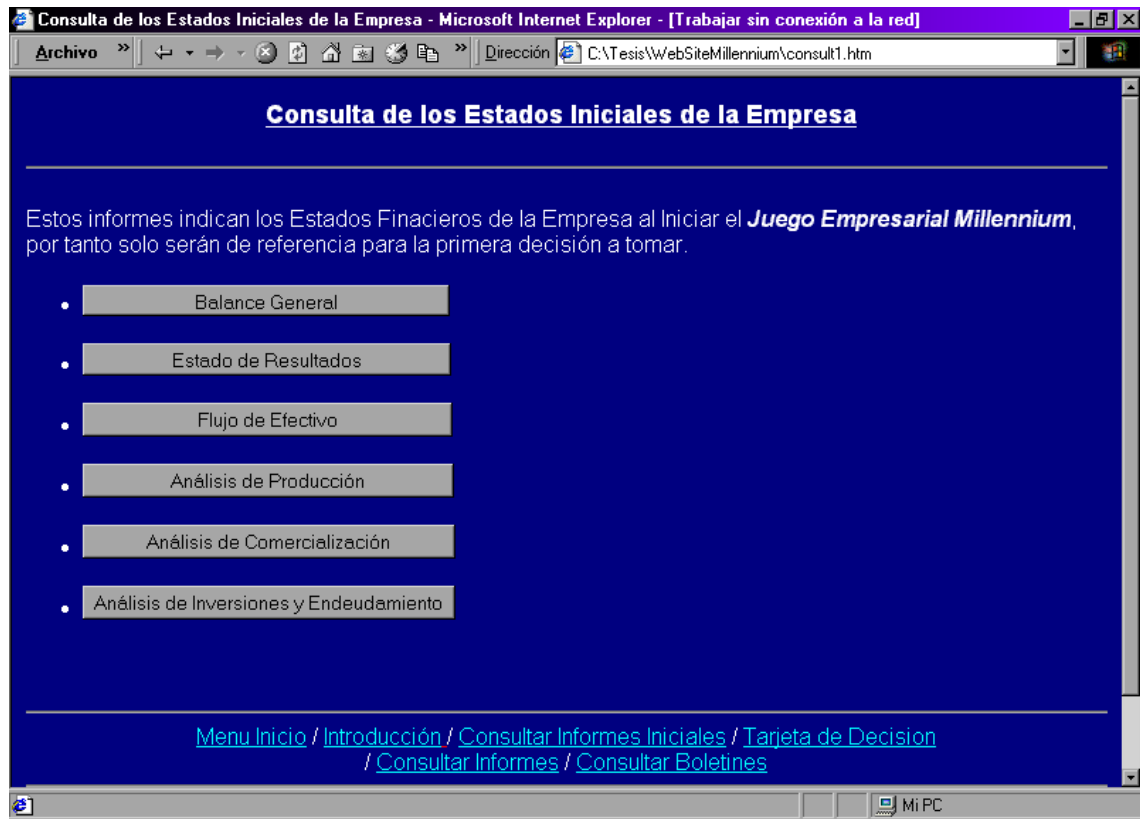 Consulta de los Estados Iniciales de la Empresa - Microsoft Internet Explorer - [Trabajar sin conexión a la red]
Archivo » » Dirección C:\Tesis\WebSiteMillennium\consult1.htm
Consulta de los Estados Iniciales de la Empresa
Estos informes indican los Estados Finacieros de la Empresa al Iniciar el Juego Empresarial Millennium,
por tanto solo serán de referencia para la primera decisión a tomar.
• Balance General
• Estado de Resultados
• Flujo de Efectivo
• Análisis de Producción
• Análisis de Comercialización
• Análisis de Inversiones y Endeudamiento
Menu Inicio / Introducción / Consultar Informes Iniciales / Tarjeta de Decision
/ Consultar Informes / Consultar Boletines
Mi PC